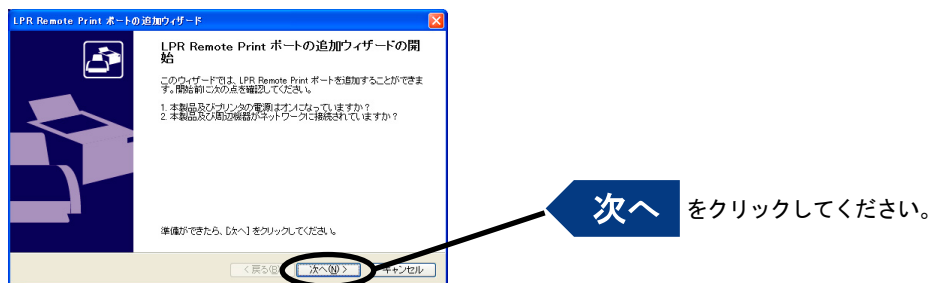 LPR Remote Print ポートの追加ウィザード
LPR Remote Print ポートの追加ウィザードの開
始
このウィザードでは、LPR Remote Print ポートを追加することができま
す。開始前に次の点を確認してください。
1. 本製品及びプリンタの電源はオンになっていますか？
2. 本製品及び周辺機器がネットワークに接続されていますか？
準備ができたら、[次へ] をクリックしてください。
< 戻る(B)
次へ(N) >
キャンセル
次へ をクリックしてください。